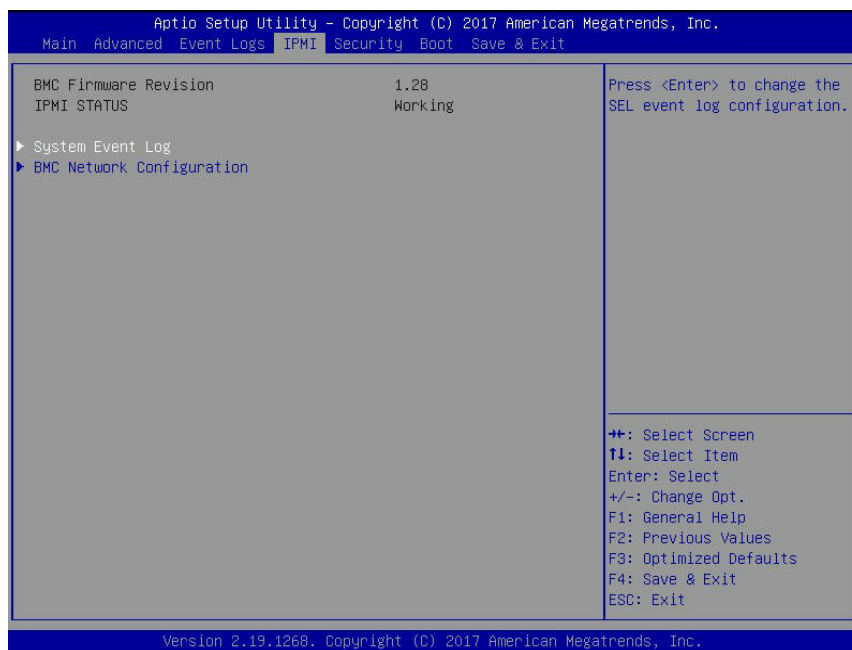 Aptio Setup Utility – Copyright (C) 2017 American Megatrends, Inc.
Main Advanced Event Logs IPMI Security Boot Save & Exit
BMC Firmware Revision 1.28
IPMI STATUS Working
▶ System Event Log
▶ BMC Network Configuration
Press <Enter> to change the
SEL event log configuration.
→←: Select Screen
↑↓: Select Item
Enter: Select
+/-: Change Opt.
F1: General Help
F2: Previous Values
F3: Optimized Defaults
F4: Save & Exit
ESC: Exit
Version 2.19.1268. Copyright (C) 2017 American Megatrends, Inc.